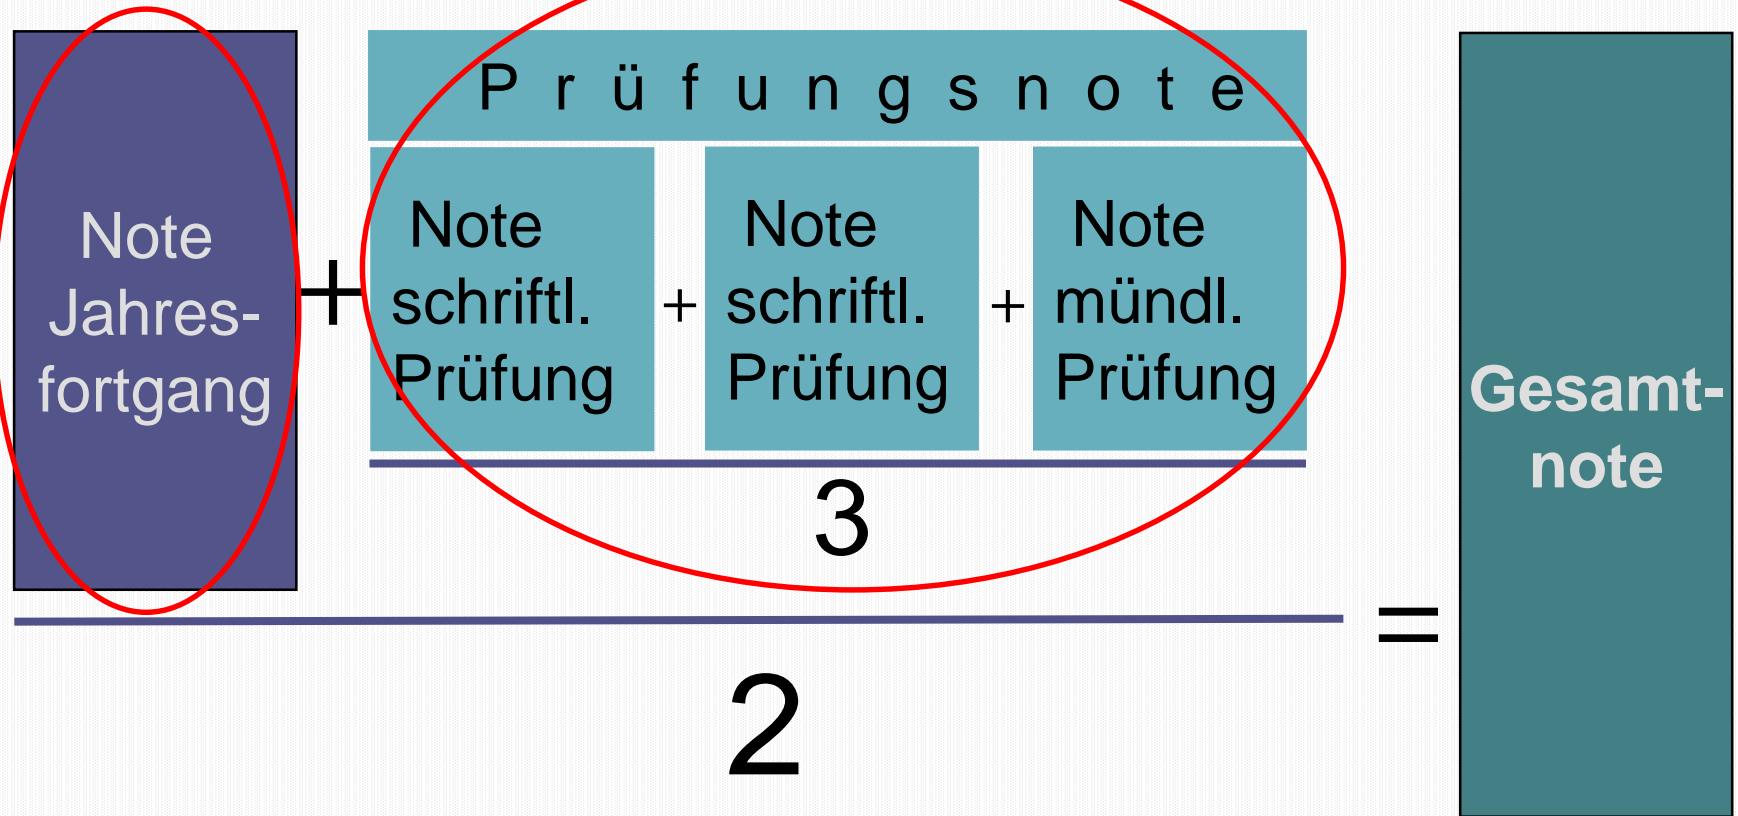 Note
Jahres-
fortgang
+
P r ü f u n g s n o t e
Note
schriftl.
Prüfung
+
Note
schriftl.
Prüfung
+
Note
mündl.
Prüfung
3
2
=
Gesamt-
note